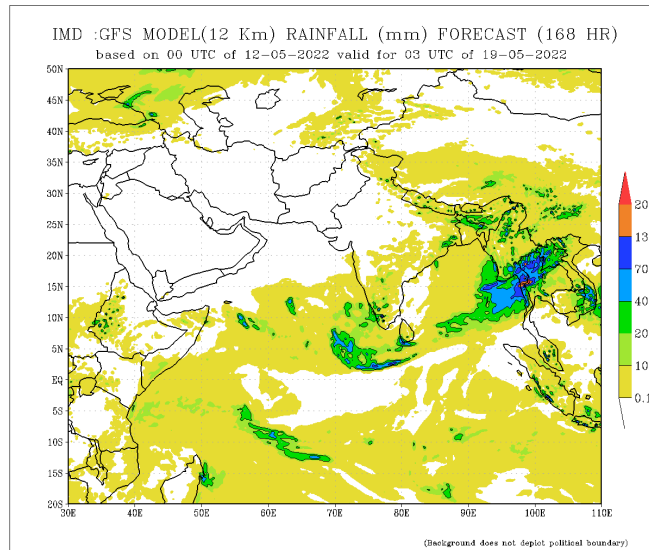 IMD :GFS MODEL(12 Km) RAINFALL (mm) FORECAST (168 HR)
based on 00 UTC of 12-05-2022 valid for 03 UTC of 19-05-2022
50N
45N
40N
35N
30N
25N
20N
15N
10N
5N
EQ
5S
10S
15S
20S
30E 40E 50E 60E 70E 80E 90E 100E 110E
20
13
70
40
20
10
0.1
(Background does not depict political boundary)